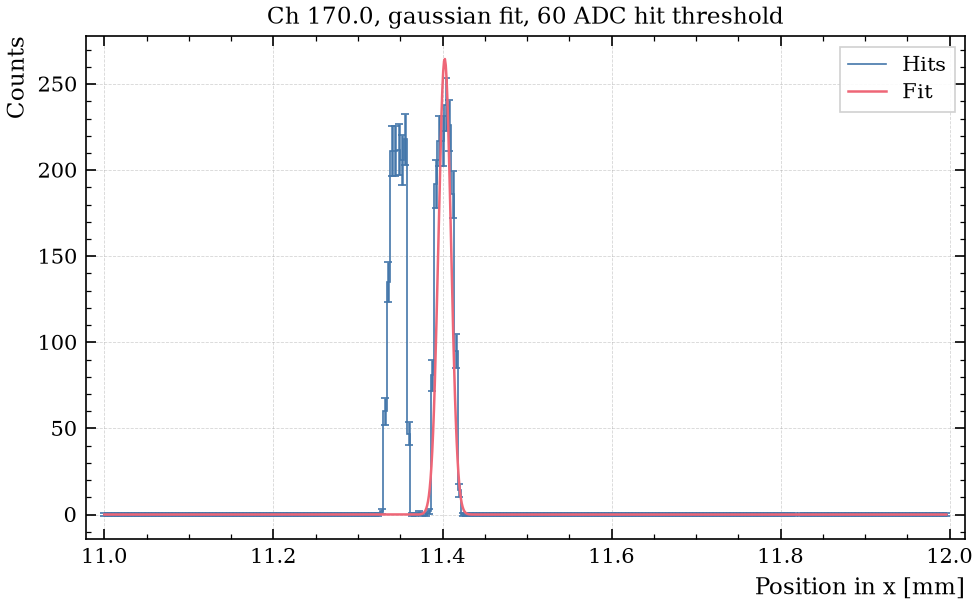 Ch 170.0, gaussian fit, 60 ADC hit threshold
Counts
Hits
Fit
250
200
150
100
50
0
11.0 11.2 11.4 11.6 11.8 12.0
Position in x [mm]